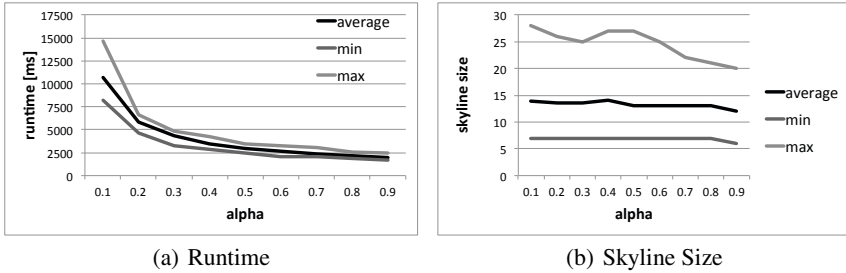 17500
15000
12500
10000
7500
5000
2500
0
runtime [ms]
0.1 0.2 0.3 0.4 0.5 0.6 0.7 0.8 0.9
alpha
average
min
max
(a) Runtime
30
25
20
15
10
5
0
skyline size
0.1 0.2 0.3 0.4 0.5 0.6 0.7 0.8 0.9
alpha
average
min
max
(b) Skyline Size